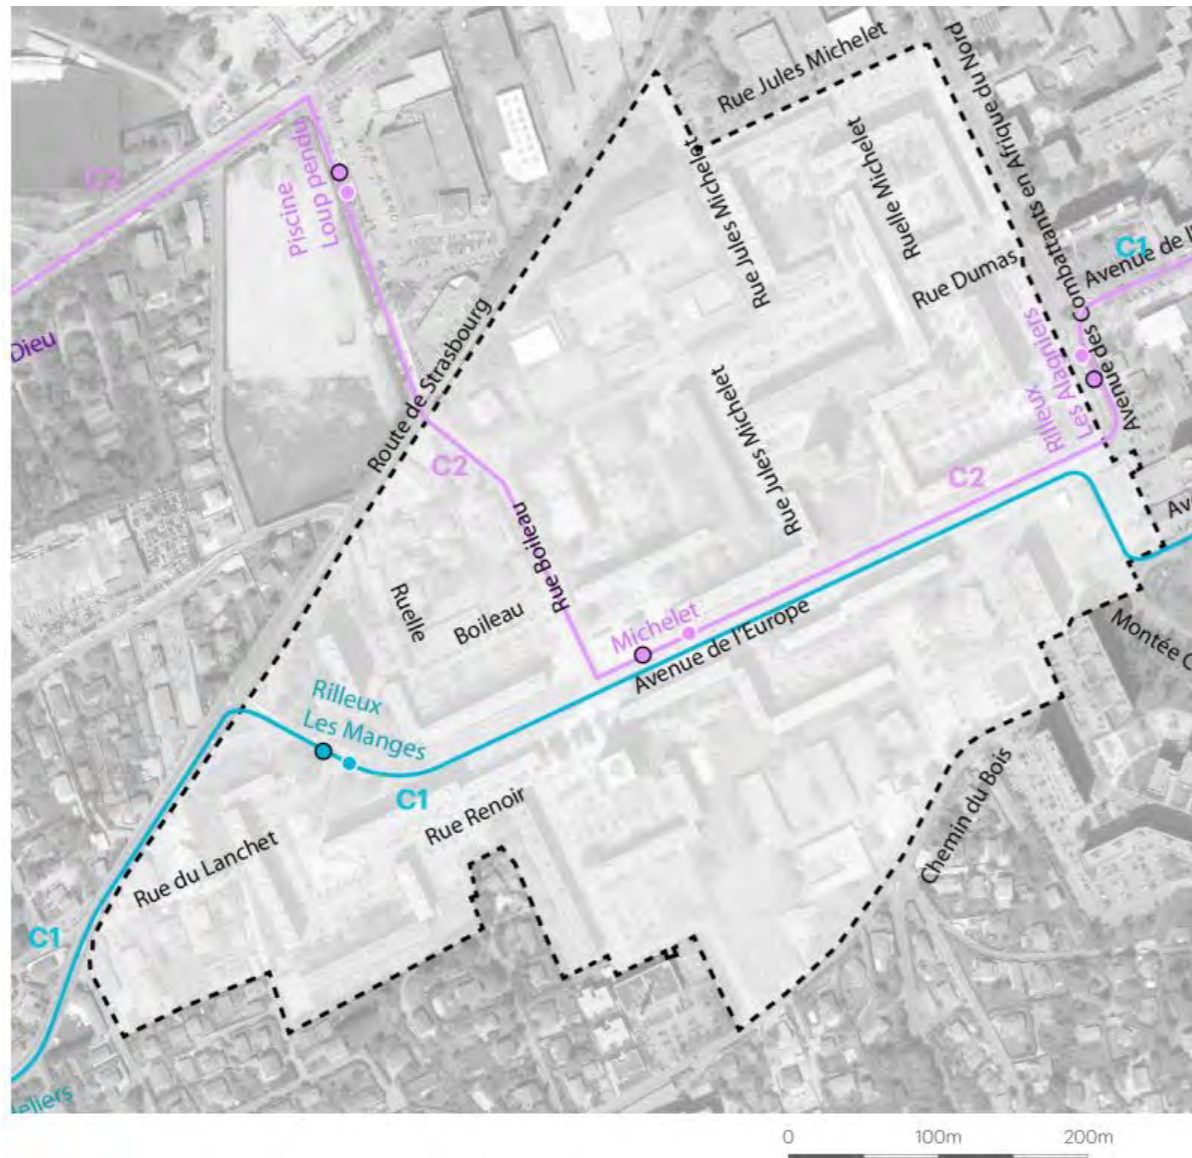 Rue Jules Michelet
Avenue des Combattants en Afrique du Nord
C2
Piscine
Loup pendu
Rue Jules Michelet
Ruelle Michelet
C1
Avenue de l'
Rue Dumas
Dieu
Route de Strasbourg
Rilleux
Les Alagniers
Rue Jules Michelet
C2
C2
Av
Rue Boileau
Ruelle
Boileau
Michelet
Avenue de l'Europe
Montée C
Rilleux
Les Manges
C1
Rue Renoir
Chemin du Bois
Rue du Lanchet
C1
eliers
0 100m 200m